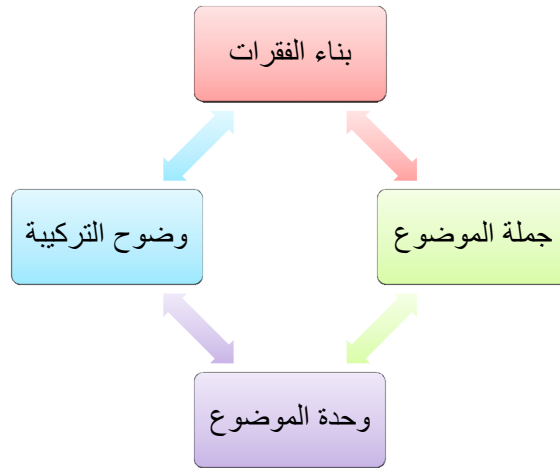 بناء الفقرات
جملة الموضوع
وضوح التركيبة
وحدة الموضوع